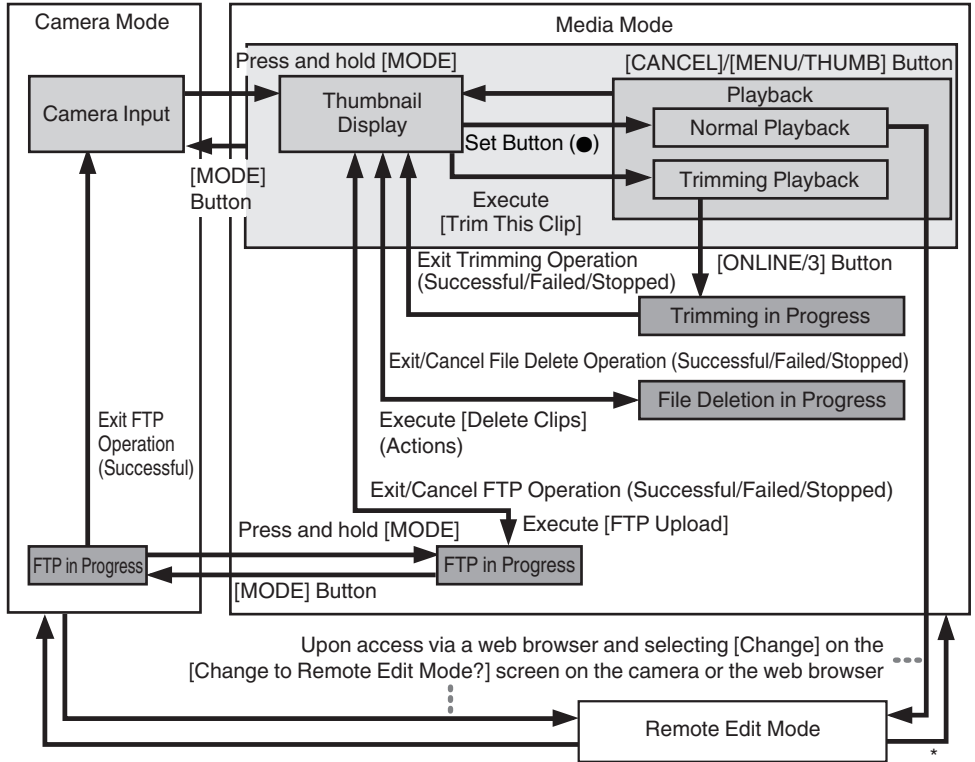 Camera Mode
Media Mode
Press and hold [MODE]
[CANCEL]/[MENU/THUMB] Button
Camera Input
Thumbnail
Display
Playback
Normal Playback
Set Button (●)
Trimming Playback
[MODE]
Button
Execute
[Trim This Clip]
Exit Trimming Operation
(Successful/Failed/Stopped)
[ONLINE/3] Button
Trimming in Progress
Exit/Cancel File Delete Operation (Successful/Failed/Stopped)
File Deletion in Progress
Execute [Delete Clips]
(Actions)
Exit FTP
Operation
(Successful)
Exit/Cancel FTP Operation (Successful/Failed/Stopped)
Execute [FTP Upload]
Press and hold [MODE]
FTP in Progress
FTP in Progress
[MODE] Button
Upon access via a web browser and selecting [Change] on the
[Change to Remote Edit Mode?] screen on the camera or the web browser
Remote Edit Mode
*